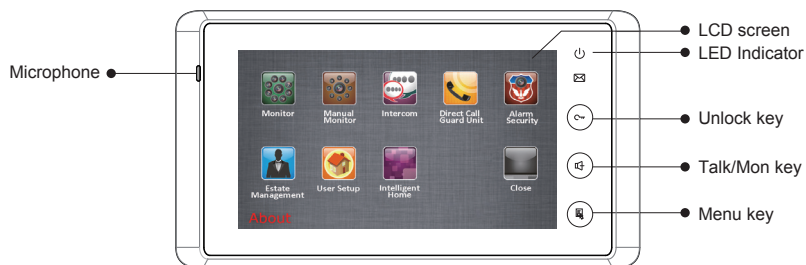 LCD screen
LED Indicator
Microphone
Monitor
Manual
Monitor
Intercom
Direct Call
Guard Unit
Alarm
Security
Unlock key
Talk/Mon key
Estate
Management
User Setup
Intelligent
Home
Close
About
Menu key